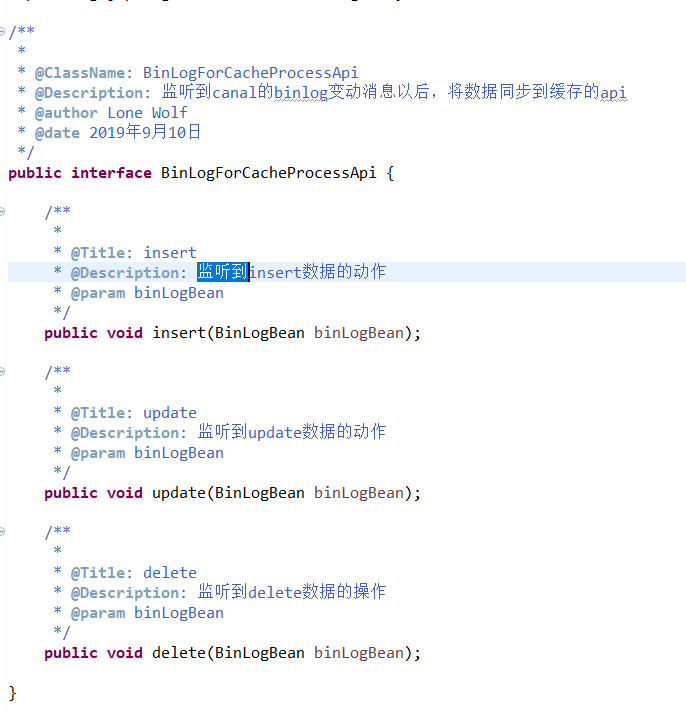 /**
 *
 * @ClassName: BinLogForCacheProcessApi
 * @Description: 监听到canal的binlog变动消息以后，将数据同步到缓存的api
 * @author Lone Wolf
 * @date 2019年9月10日
 */
public interface BinLogForCacheProcessApi {
    /**
     *
     * @Title: insert
     * @Description: 监听到insert数据的动作
     * @param binLogBean
     */
    public void insert(BinLogBean binLogBean);
    /**
     *
     * @Title: update
     * @Description: 监听到update数据的动作
     * @param binLogBean
     */
    public void update(BinLogBean binLogBean);
    /**
     *
     * @Title: delete
     * @Description: 监听到delete数据的操作
     * @param binLogBean
     */
    public void delete(BinLogBean binLogBean);
}